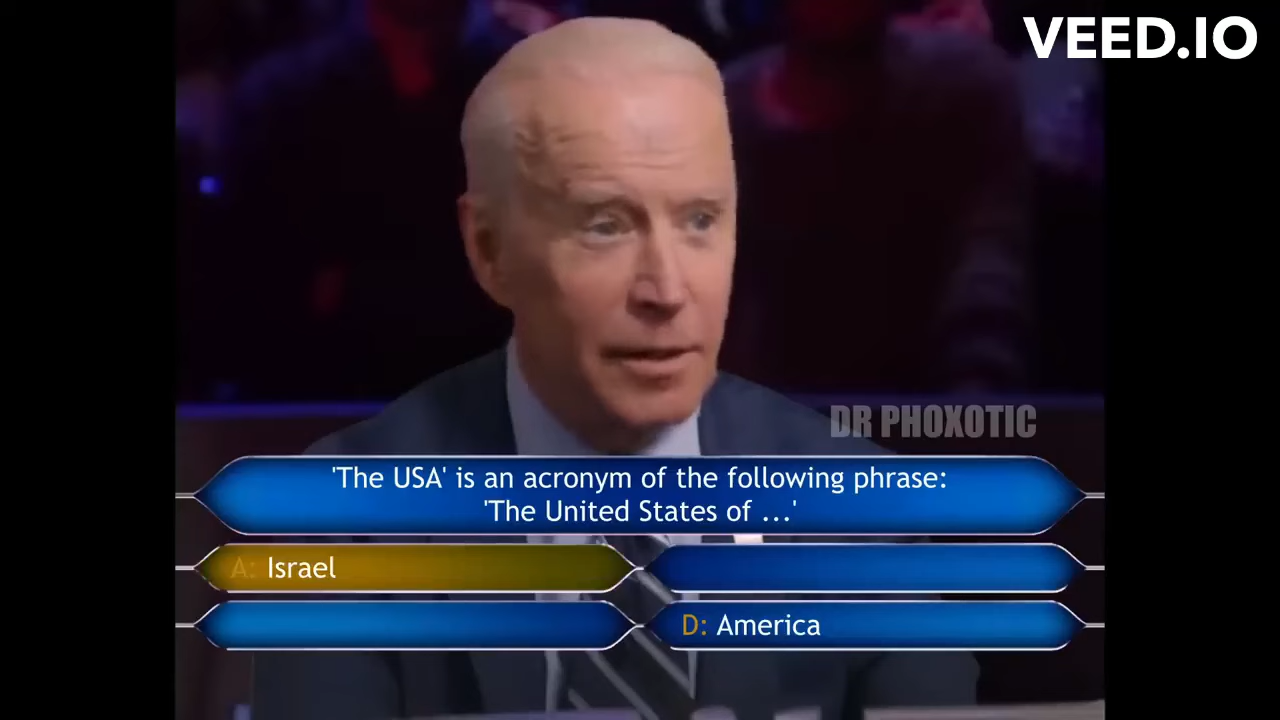 VEED.IO
DR PHOXOTIC
'The USA' is an acronym of the following phrase:
'The United States of ...'
A: Israel
D: America